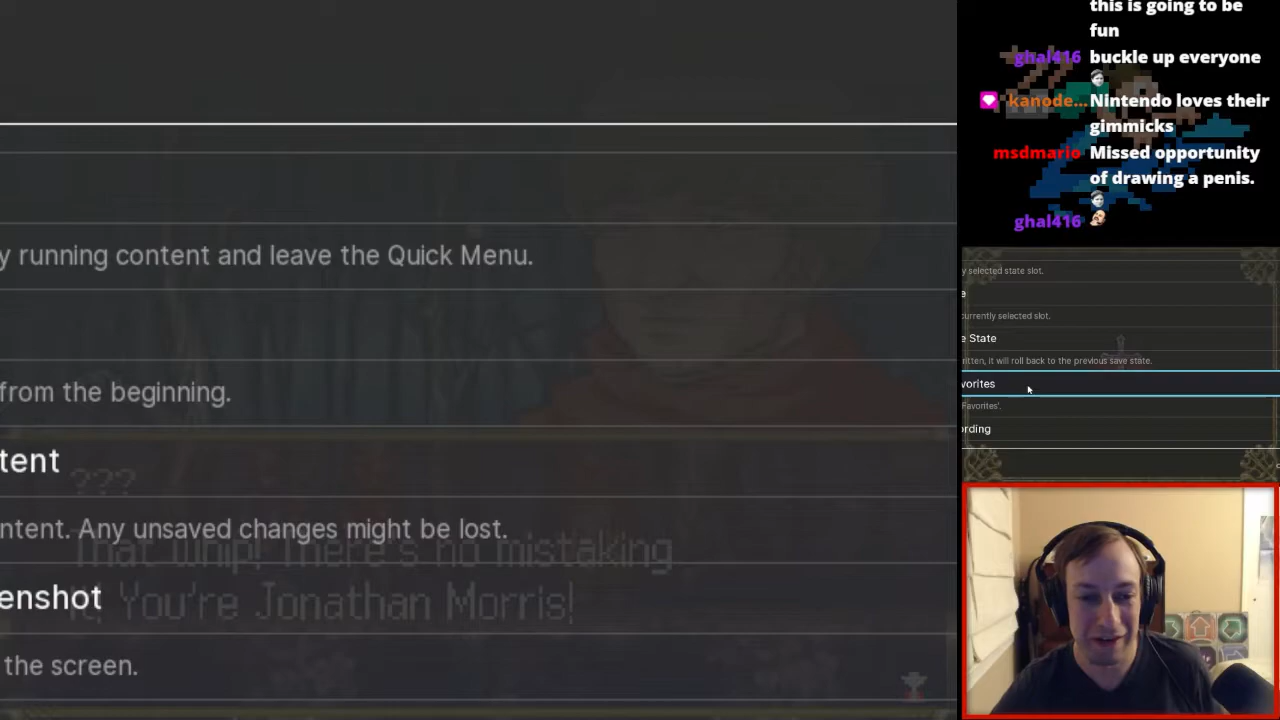 y running content and leave the Quick Menu.
from the beginning.
tent
???
ntent. Any unsaved changes might be lost.
That whip! There's no mistaking
enshot
it! You're Jonathan Morris!
the screen.
this is going to be
fun
ghal416 buckle up everyone
kanode... Nintendo loves their
gimmicks
msdmario Missed opportunity
of drawing a penis.
ghal416
y selected state slot.
e
currently selected slot.
e State
ritten, it will roll back to the previous save state.
vorites
Favorites'.
ording